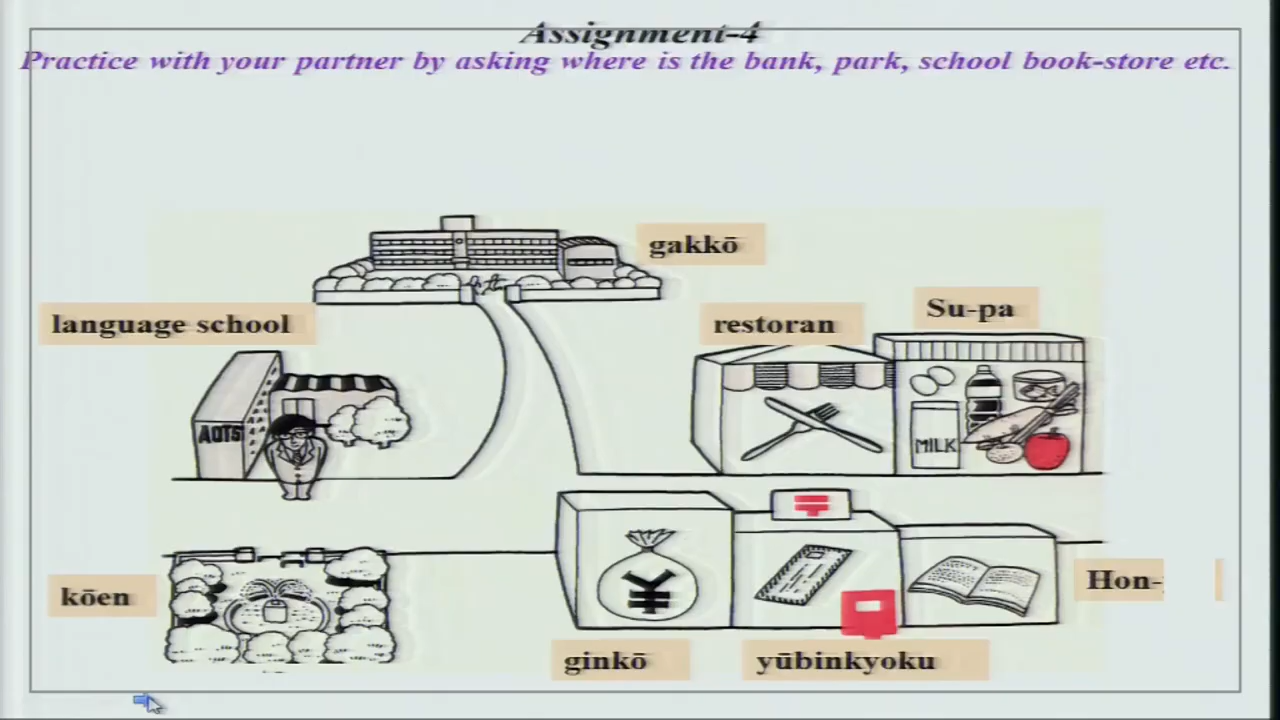 Assignment-4
Practice with your partner by asking where is the bank, park, school book-store etc.
gakkō
Su-pa
language school
restoran
AOTS
MILK
¥
〒
Hon-
kōen
ginkō
yūbinkyoku